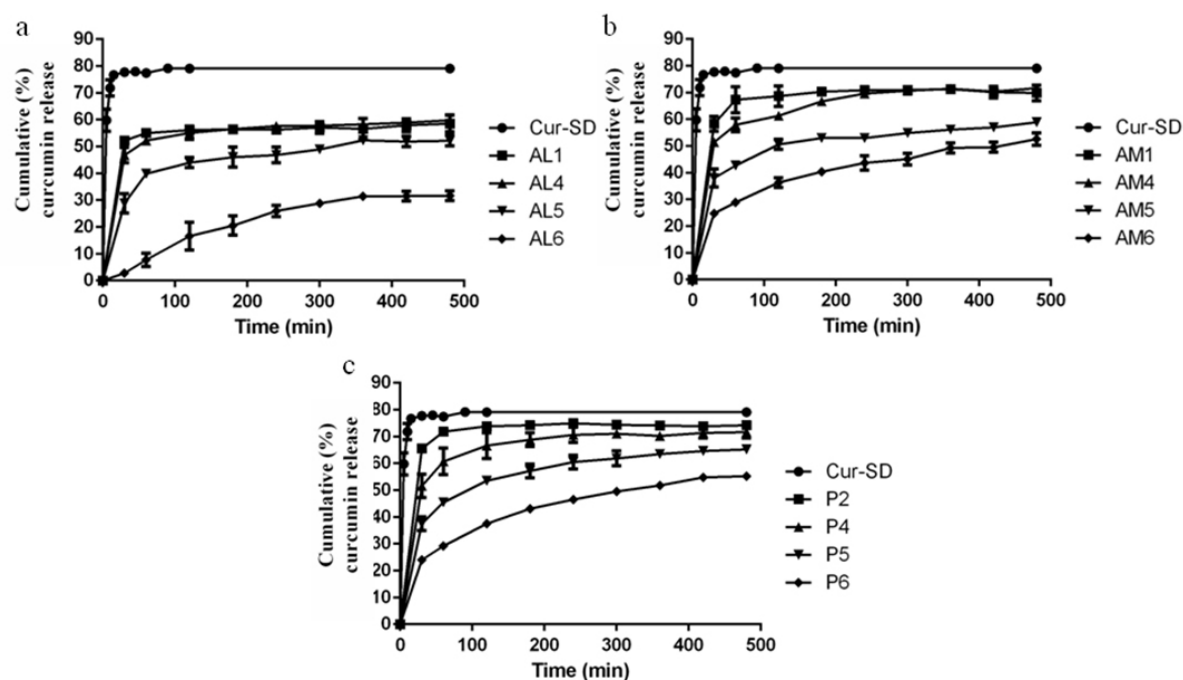 a
Cumulative (%)
curcumin release
90
80
70
60
50
40
30
20
10
0
0 100 200 300 400 500
Time (min)
Cur-SD
AL1
AL4
AL5
AL6
b
Cumulative (%)
curcumin release
90
80
70
60
50
40
30
20
10
0
0 100 200 300 400 500
Time (min)
Cur-SD
AM1
AM4
AM5
AM6
c
Cumulative (%)
curcumin release
90
80
70
60
50
40
30
20
10
0
0 100 200 300 400 500
Time (min)
Cur-SD
P2
P4
P5
P6